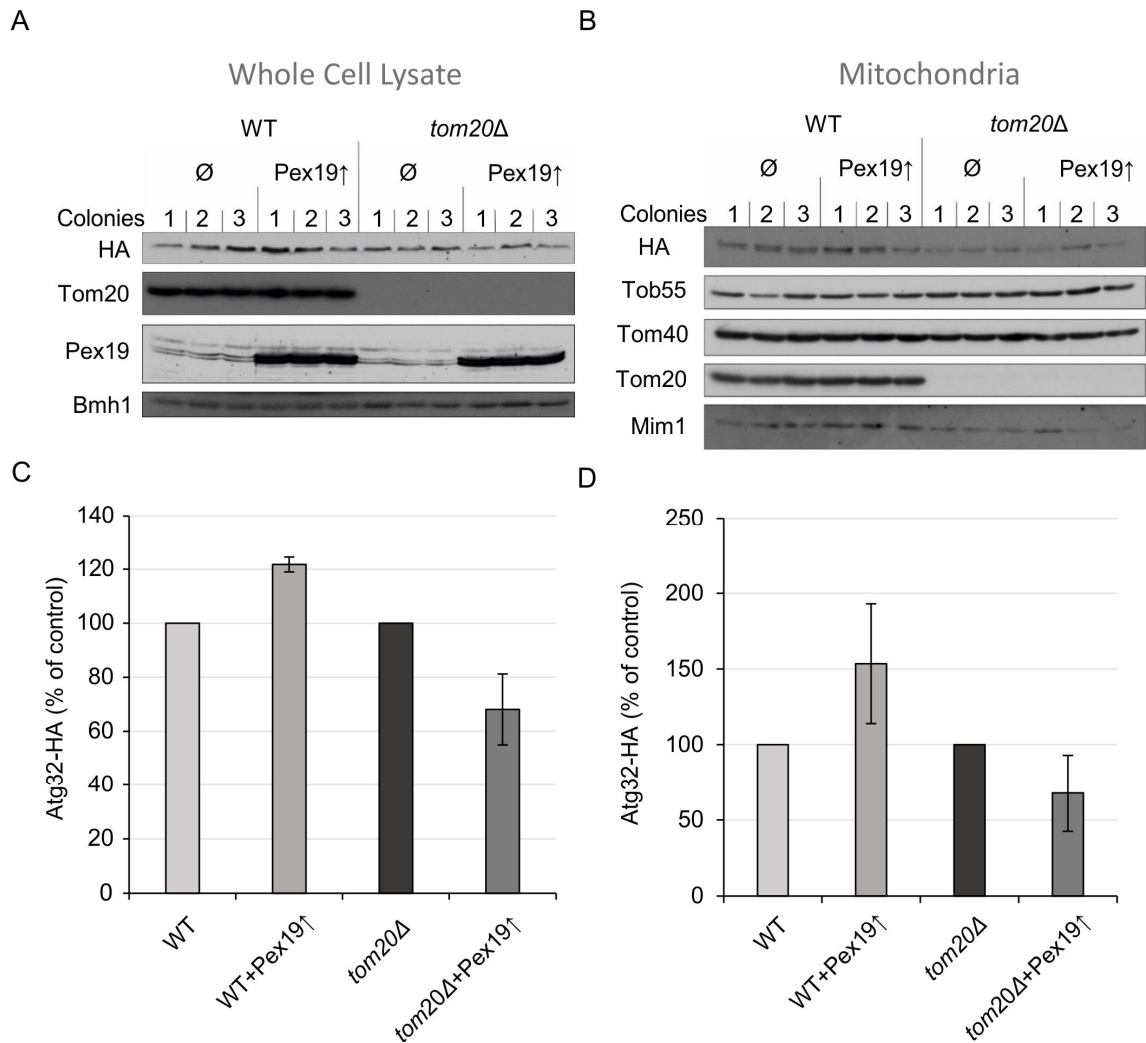 A
Whole Cell Lysate
WT tom20Δ
Ø Pex19↑ Ø Pex19↑
Colonies 1 2 3 1 2 3 1 2 3 1 2 3
HA
Tom20
Pex19
Bmh1
B
Mitochondria
WT tom20Δ
Ø Pex19↑ Ø Pex19↑
Colonies 1 2 3 1 2 3 1 2 3 1 2 3
HA
Tob55
Tom40
Tom20
Mim1
C
Atg32-HA (% of control)
140
120
100
80
60
40
20
0
WT
WT+Pex19↑
tom20Δ
tom20Δ+Pex19↑
D
Atg32-HA (% of control)
250
200
150
100
50
0
WT
WT+Pex19↑
tom20Δ
tom20Δ+Pex19↑